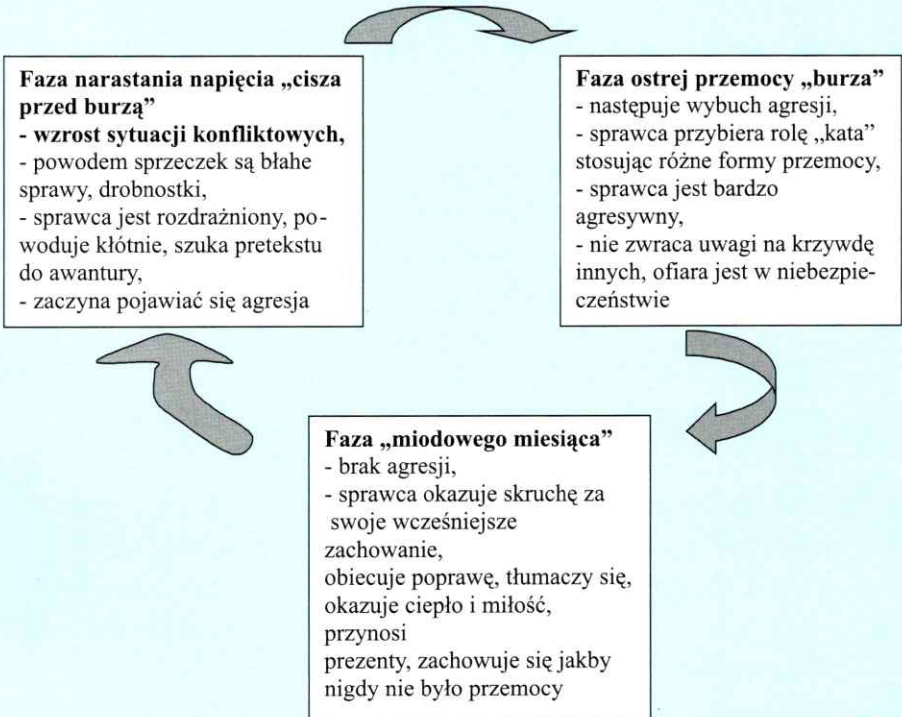 Faza narastania napięcia „cisza
przed burzą”
- wzrost sytuacji konfliktowych,
- powodem sprzeczek są błahe
sprawy, drobnostki,
- sprawca jest rozdrażniony, po-
woduje kłótnie, szuka pretekstu
do awantury,
- zaczyna pojawiać się agresja
Faza ostrej przemocy „burza”
- następuje wybuch agresji,
- sprawca przybiera rolę „kata”
stosując różne formy przemocy,
- sprawca jest bardzo
agresywny,
- nie zwraca uwagi na krzywdę
innych, ofiara jest w niebezpie-
czeństwie
Faza „miodowego miesiąca”
- brak agresji,
- sprawca okazuje skruchę za
swoje wcześniejsze
zachowanie,
obiecuje poprawę, tłumaczy się,
okazuje ciepło i miłość,
przynosi
prezenty, zachowuje się jakby
nigdy nie było przemocy